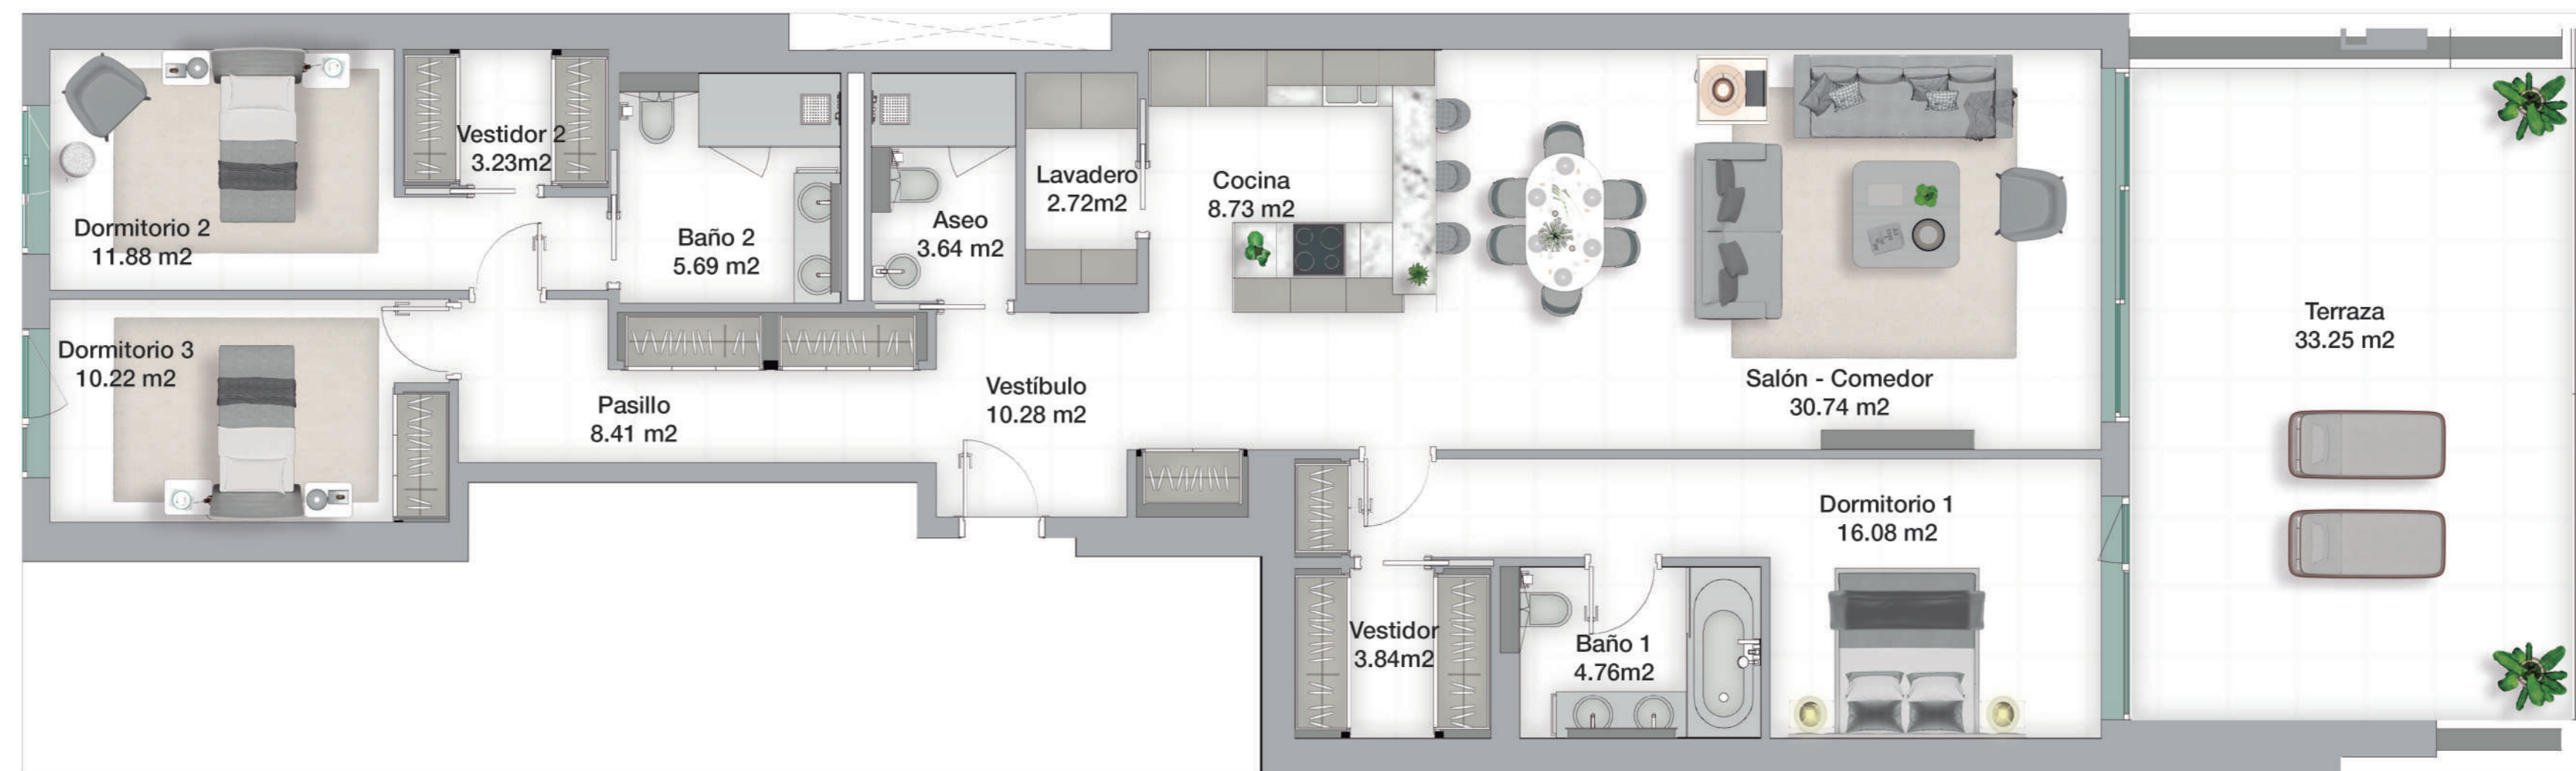 Vestidor 2
3.23m2
Dormitorio 2
11.88 m2
Baño 2
5.69 m2
Aseo
3.64 m2
Lavadero
2.72m2
Cocina
8.73 m2
Dormitorio 3
10.22 m2
Pasillo
8.41 m2
Vestíbulo
10.28 m2
Salón - Comedor
30.74 m2
Terraza
33.25 m2
Dormitorio 1
16.08 m2
Vestidor
3.84m2
Baño 1
4.76m2